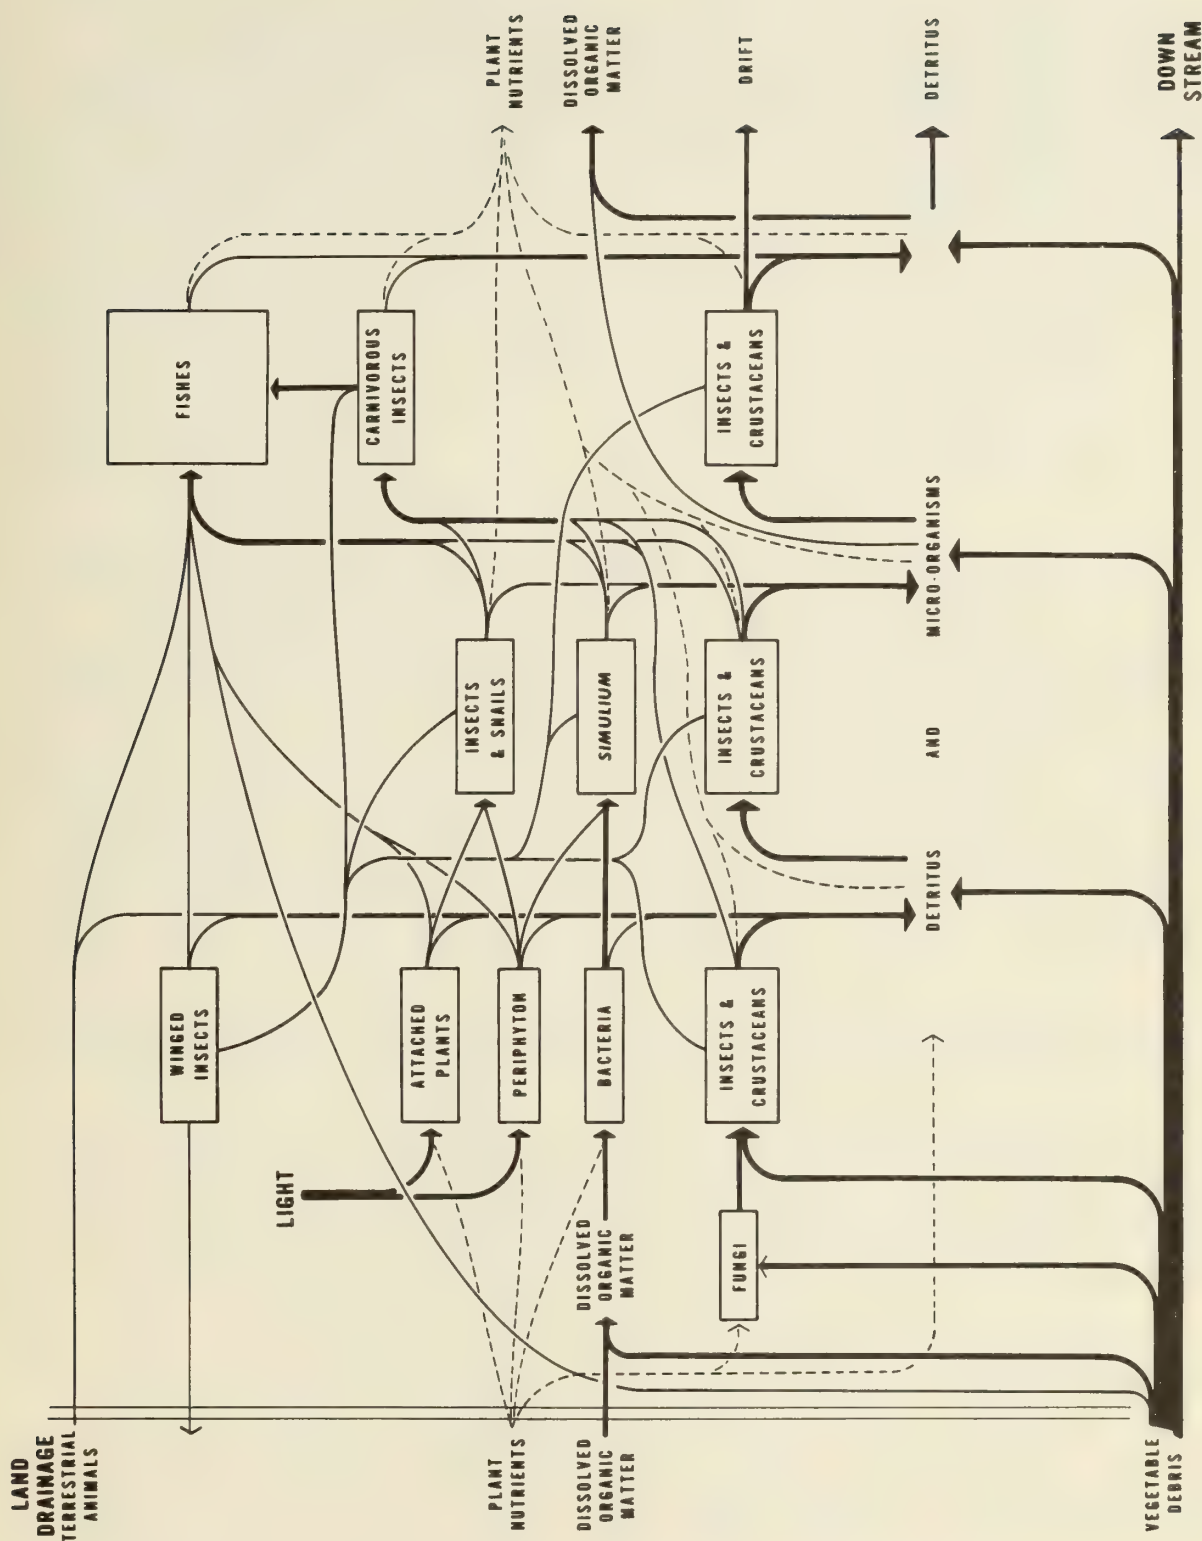 LAND
DRAINAGE
TERRESTRIAL
ANIMALS
WINGED
INSECTS
FISHES
LIGHT
CARNIVOROUS
INSECTS
ATTACHED
PLANTS
INSECTS
& SNAILS
PLANT
NUTRIENTS
PLANT
NUTRIENTS
PERIPHYTON
DISSOLVED
ORGANIC
MATTER
DISSOLVED
ORGANIC
MATTER
BACTERIA
SIMULIUM
DISSOLVED
ORGANIC
MATTER
FUNGI
INSECTS &
CRUSTACEANS
INSECTS &
CRUSTACEANS
INSECTS &
CRUSTACEANS
DRIFT
DETRITUS AND MICRO-ORGANISMS
DETRITUS
VEGETABLE
DEBRIS
DOWN
STREAM